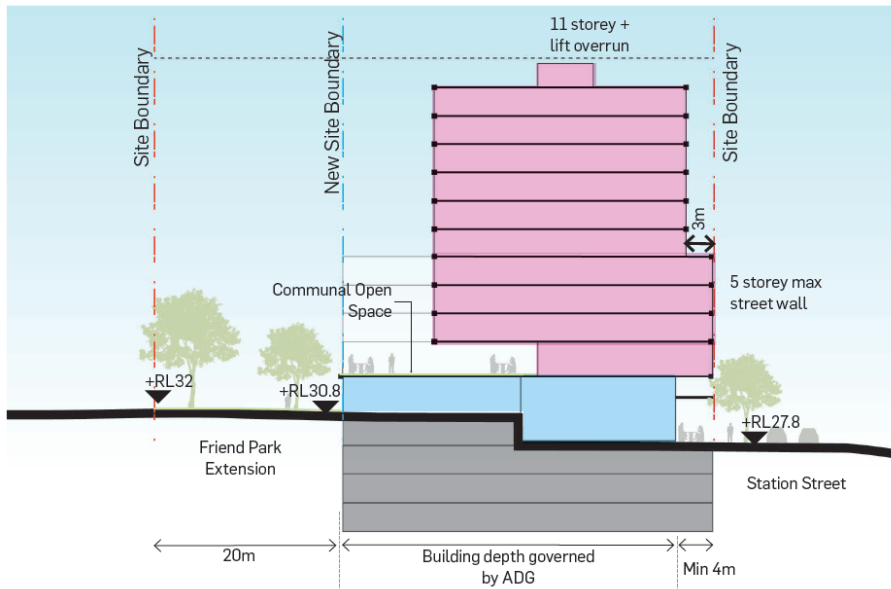 11 storey +
lift overrun
Site Boundary
New Site Boundary
Site Boundary
3m
Communal Open
Space
5 storey max
street wall
+RL32
+RL30.8
+RL27.8
Friend Park
Extension
Station Street
20m
Building depth governed
by ADG
Min 4m